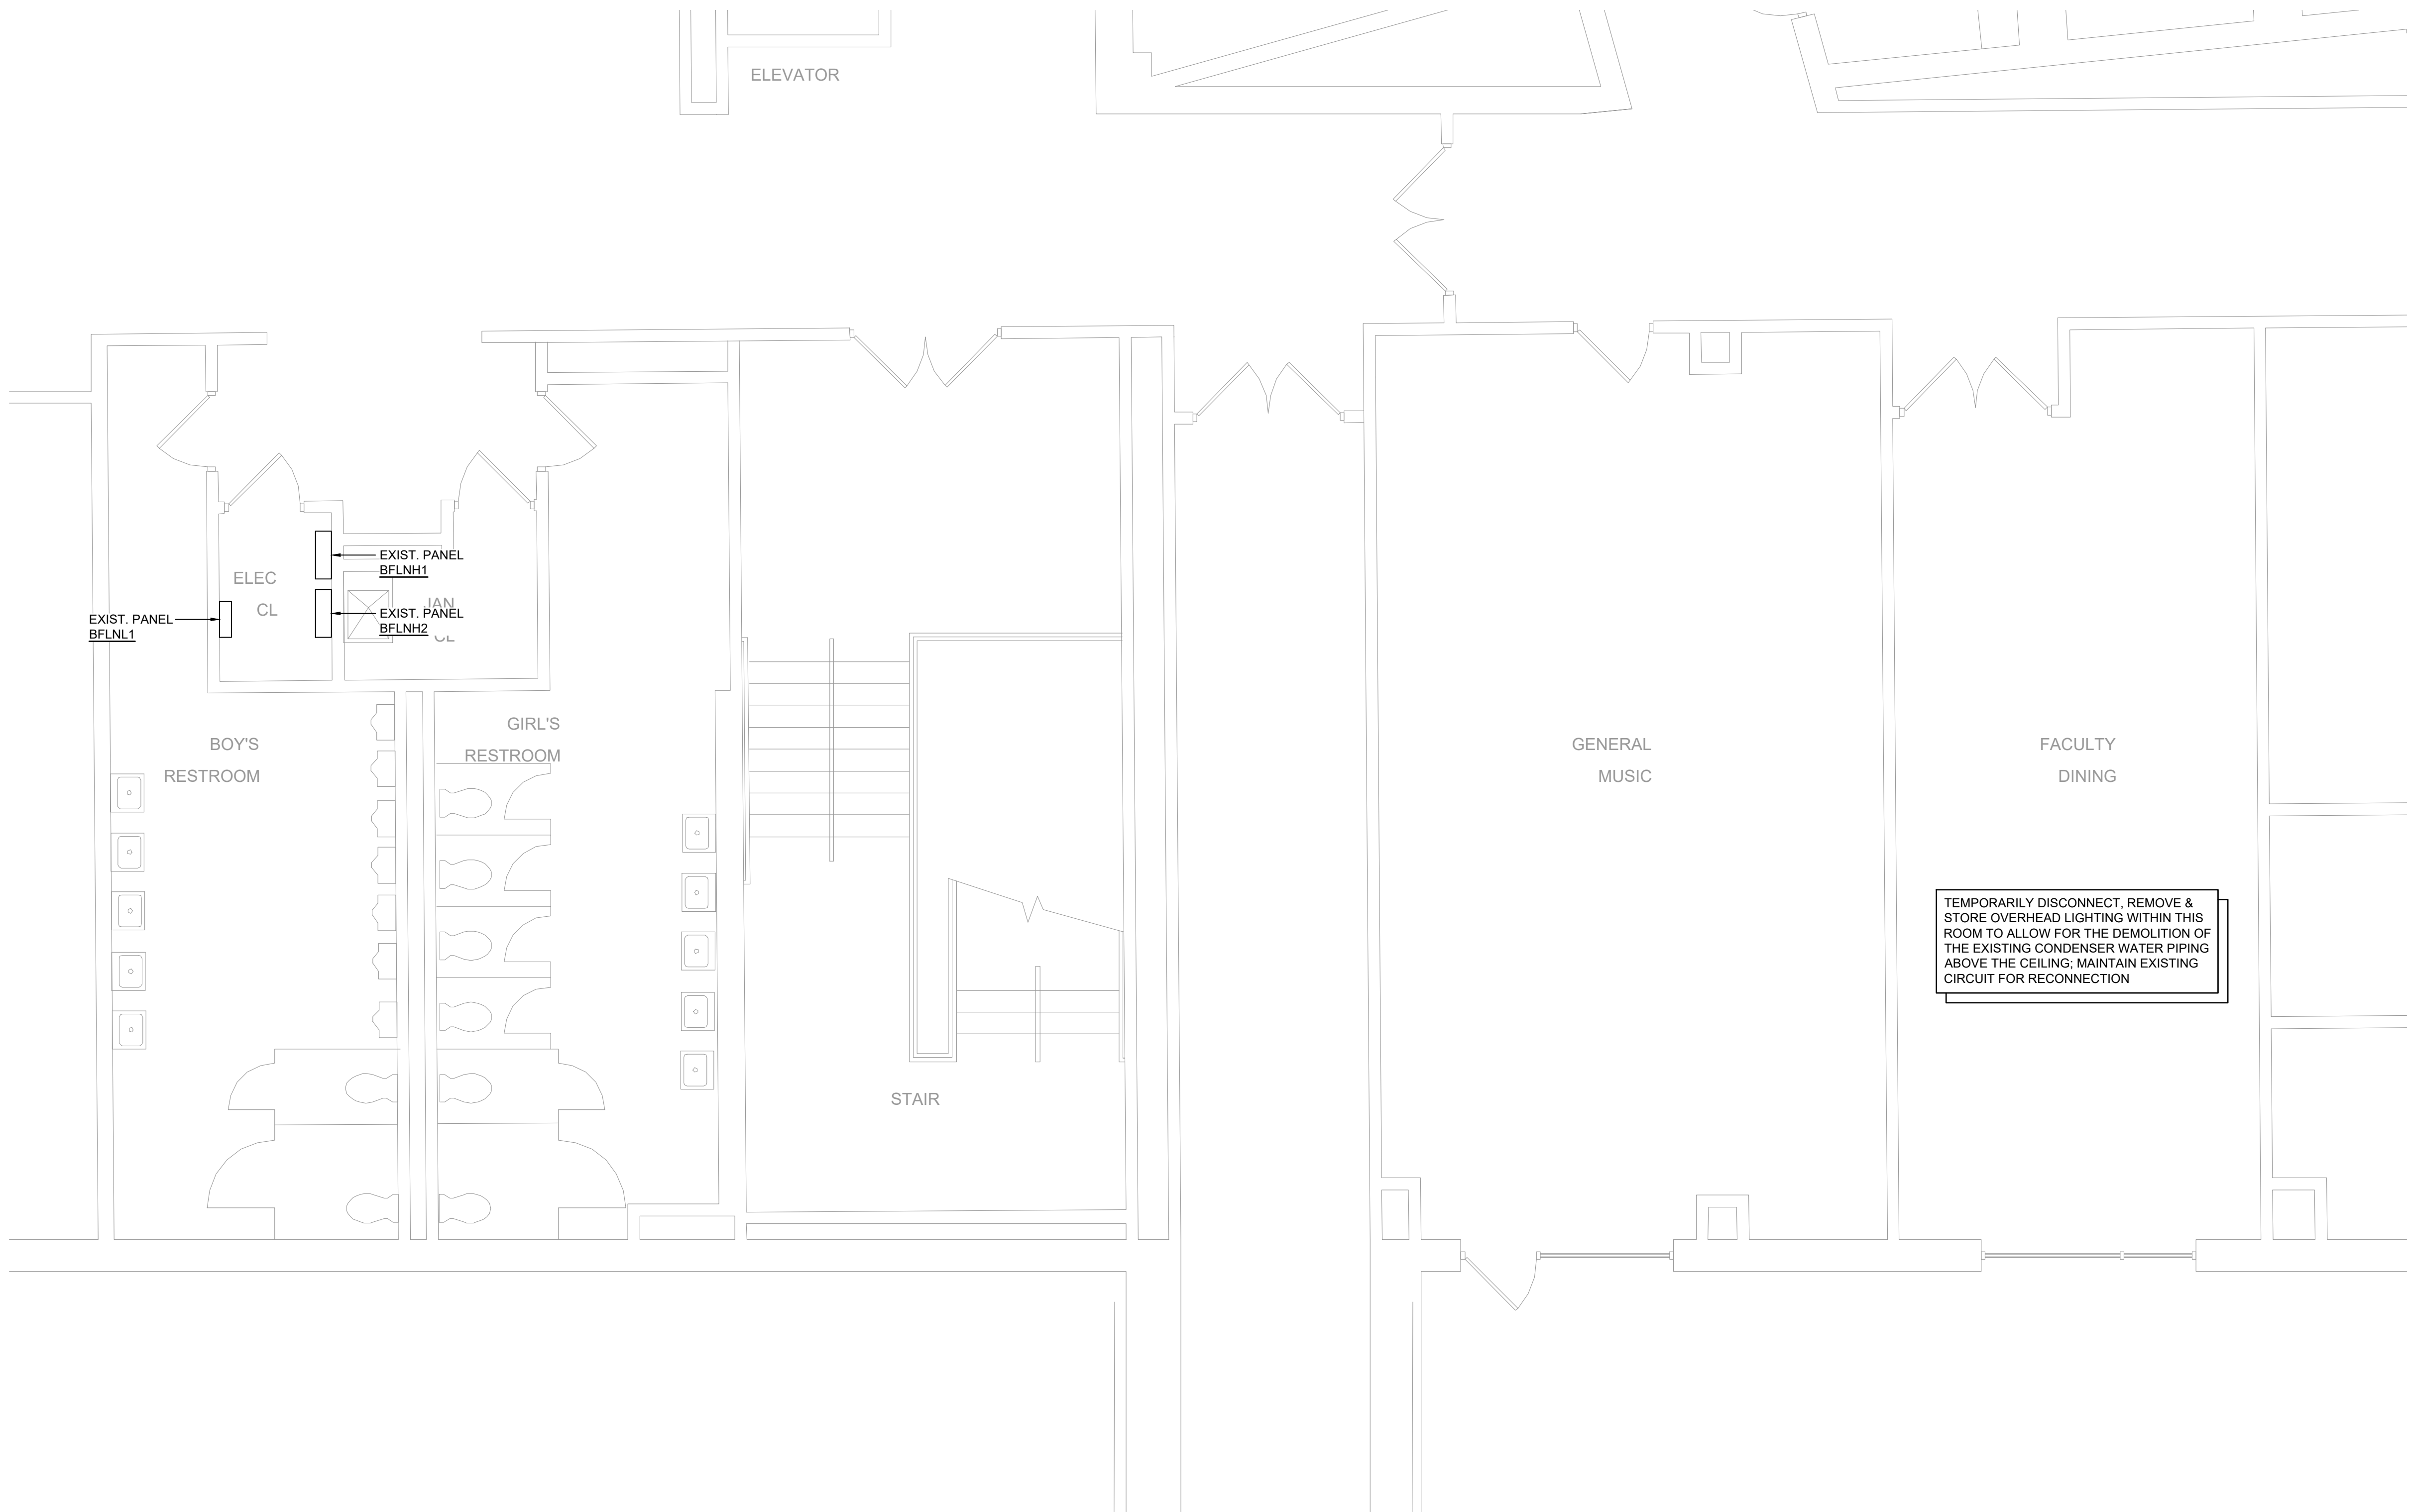 ELEVATOR
EXIST. PANEL
BFLNH1
ELEC
CL
JAN
CL
EXIST. PANEL
BFLNH2
EXIST. PANEL
BFLNL1
GIRL'S
RESTROOM
BOY'S
RESTROOM
GENERAL
MUSIC
FACULTY
DINING
TEMPORARILY DISCONNECT, REMOVE &
STORE OVERHEAD LIGHTING WITHIN THIS
ROOM TO ALLOW FOR THE DEMOLITION OF
THE EXISTING CONDENSER WATER PIPING
ABOVE THE CEILING; MAINTAIN EXISTING
CIRCUIT FOR RECONNECTION
STAIR